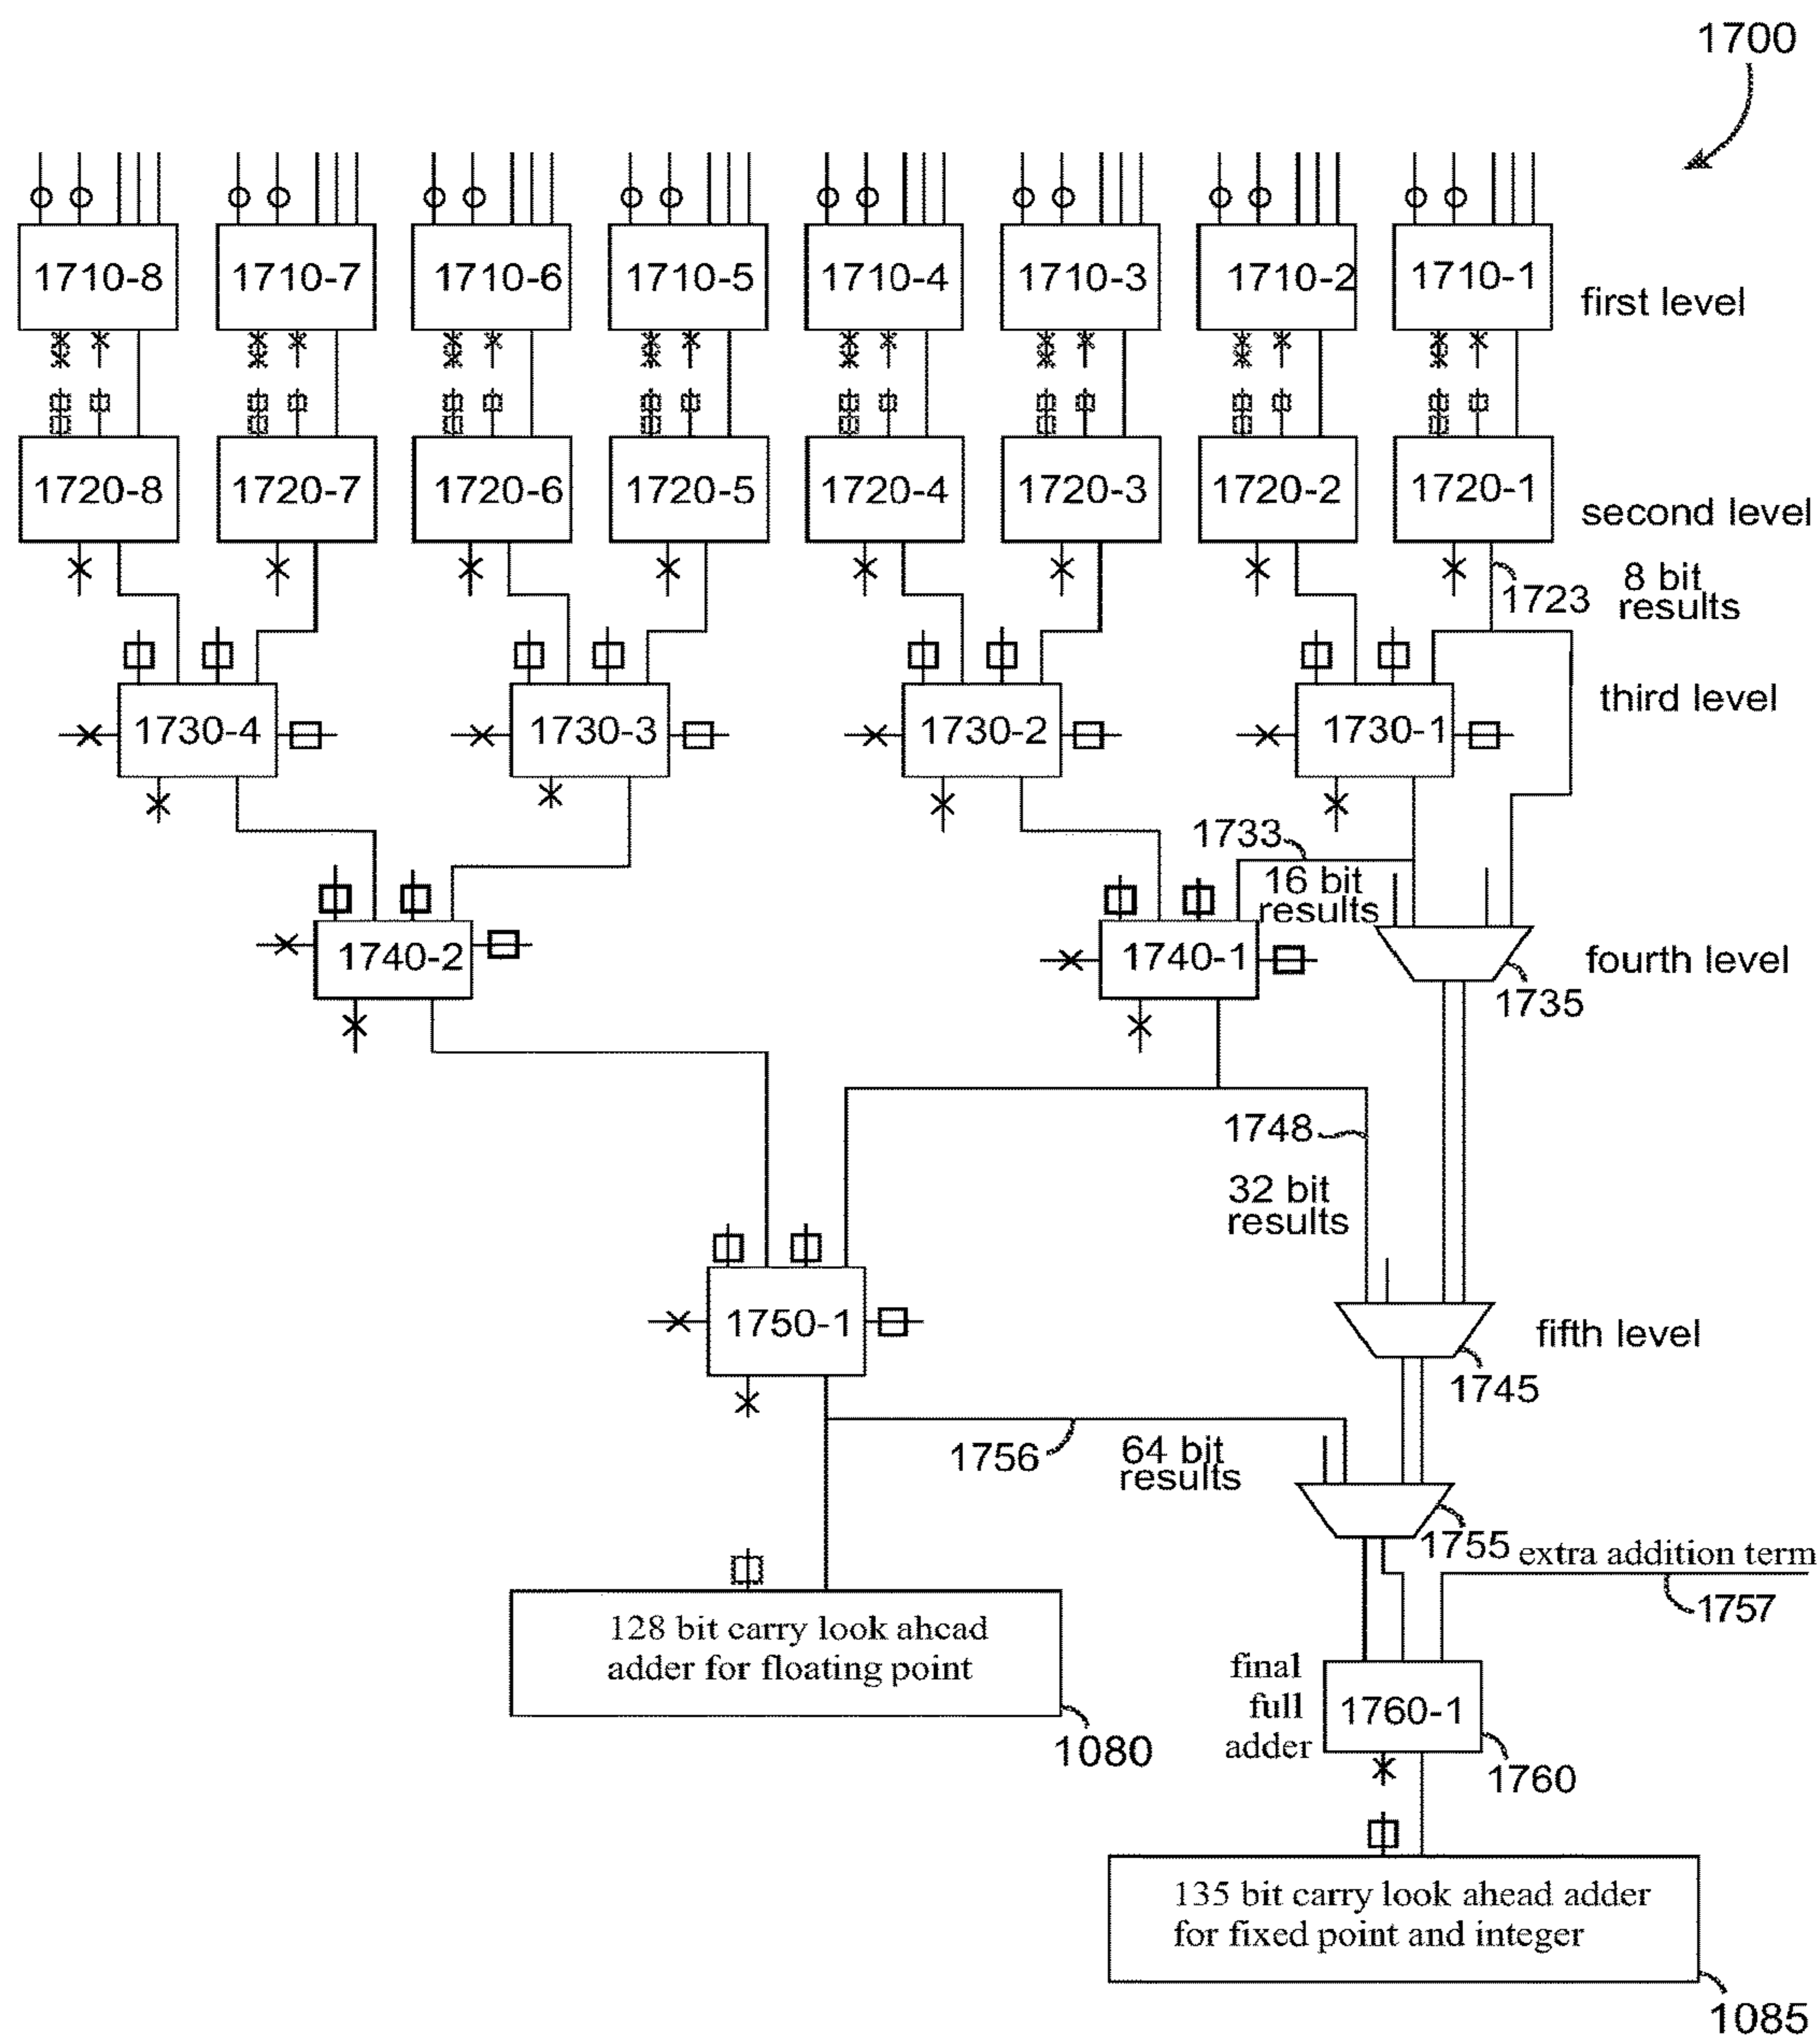 1700
1710-8
1710-7
1710-6
1710-5
1710-4
1710-3
1710-2
1710-1
first level
1720-8
1720-7
1720-6
1720-5
1720-4
1720-3
1720-2
1720-1
second level
1723
8 bit
results
1730-4
1730-3
1730-2
1730-1
third level
1733
16 bit
results
1740-2
1740-1
fourth level
1735
1748
32 bit
results
1750-1
fifth level
1745
1756
64 bit
results
1755
extra addition term
1757
128 bit carry look ahead
adder for floating point
1080
final
full
adder
1760-1
1760
135 bit carry look ahead adder
for fixed point and integer
1085